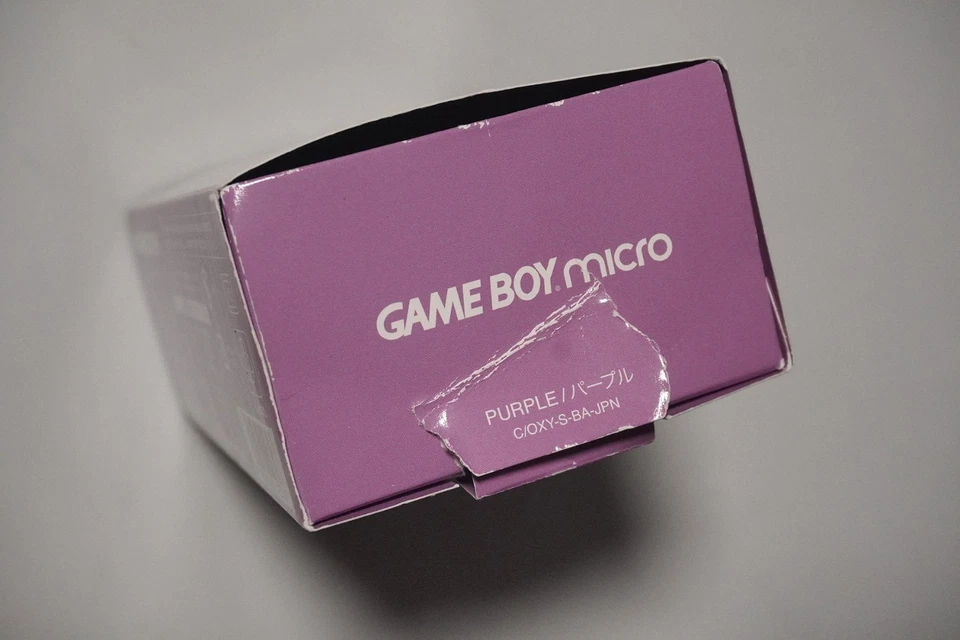 GAME BOY micro
PURPLE/パープル
C/OXY-S-BA-JPN